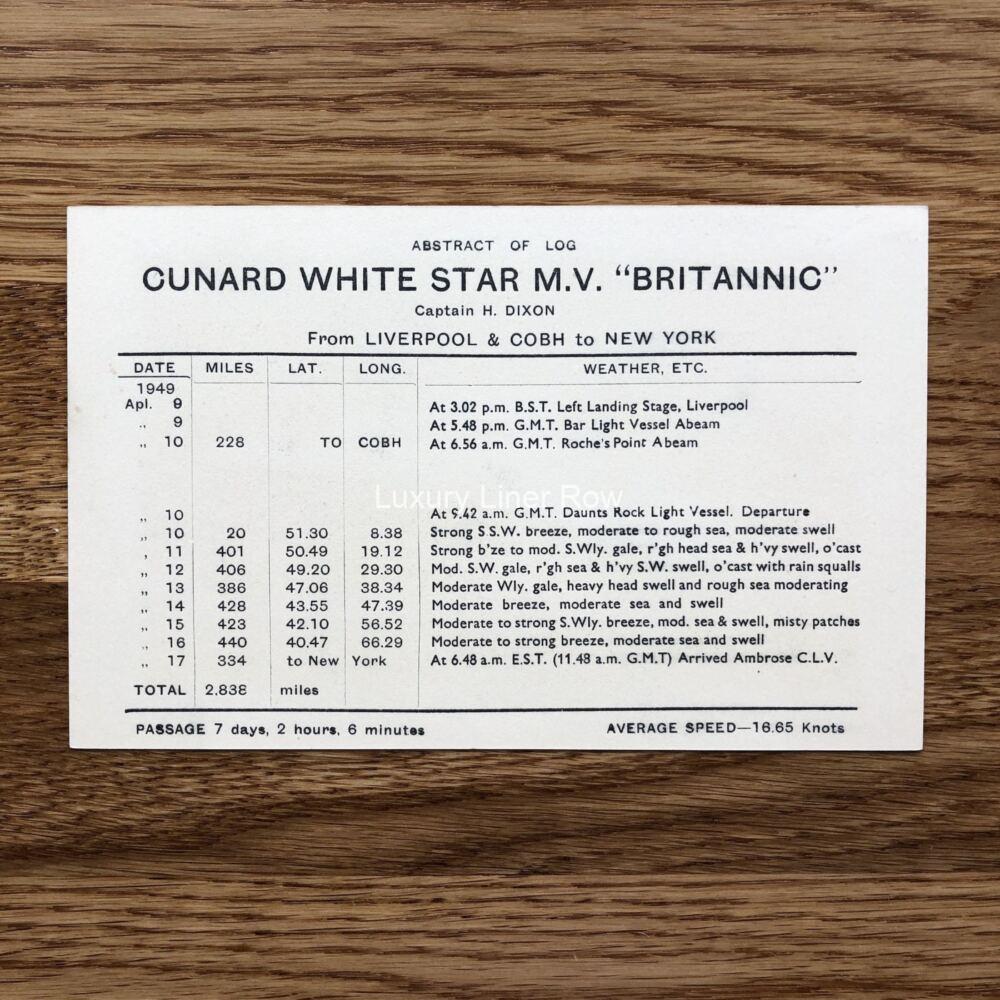 ABSTRACT OF LOG
CUNARD WHITE STAR M.V. "BRITANNIC"
Captain H. DIXON
From LIVERPOOL & COBH to NEW YORK
DATE MILES LAT. LONG. WEATHER, ETC.
1949
Apl. 9 At 3.02 p.m. B.S.T. Left Landing Stage, Liverpool
,, 9 At 5.48 p.m. G.M.T. Bar Light Vessel Abeam
,, 10 228 TO COBH At 6.56 a.m. G.M.T. Roche's Point Abeam
Luxury Liner Row
,, 10 At 9.42 a.m. G.M.T. Daunts Rock Light Vessel. Departure
,, 10 20 51.30 8.38 Strong S.S.W. breeze, moderate to rough sea, moderate swell
, 11 401 50.49 19.12 Strong b'ze to mod. S.Wly. gale, r'gh head sea & h'vy swell, o'cast
,, 12 406 49.20 29.30 Mod. S.W. gale, r'gh sea & h'vy S.W. swell, o'cast with rain squalls
,, 13 386 47.06 38.34 Moderate Wly. gale, heavy head swell and rough sea moderating
,, 14 428 43.55 47.39 Moderate breeze, moderate sea and swell
,, 15 423 42.10 56.52 Moderate to strong S.Wly. breeze, mod. sea & swell, misty patches
,, 16 440 40.47 66.29 Moderate to strong breeze, moderate sea and swell
,, 17 334 to New York At 6.48 a.m. E.S.T. (11.48 a.m. G.M.T) Arrived Ambrose C.L.V.
TOTAL 2,838 miles
PASSAGE 7 days, 2 hours, 6 minutes AVERAGE SPEED—16.65 Knots